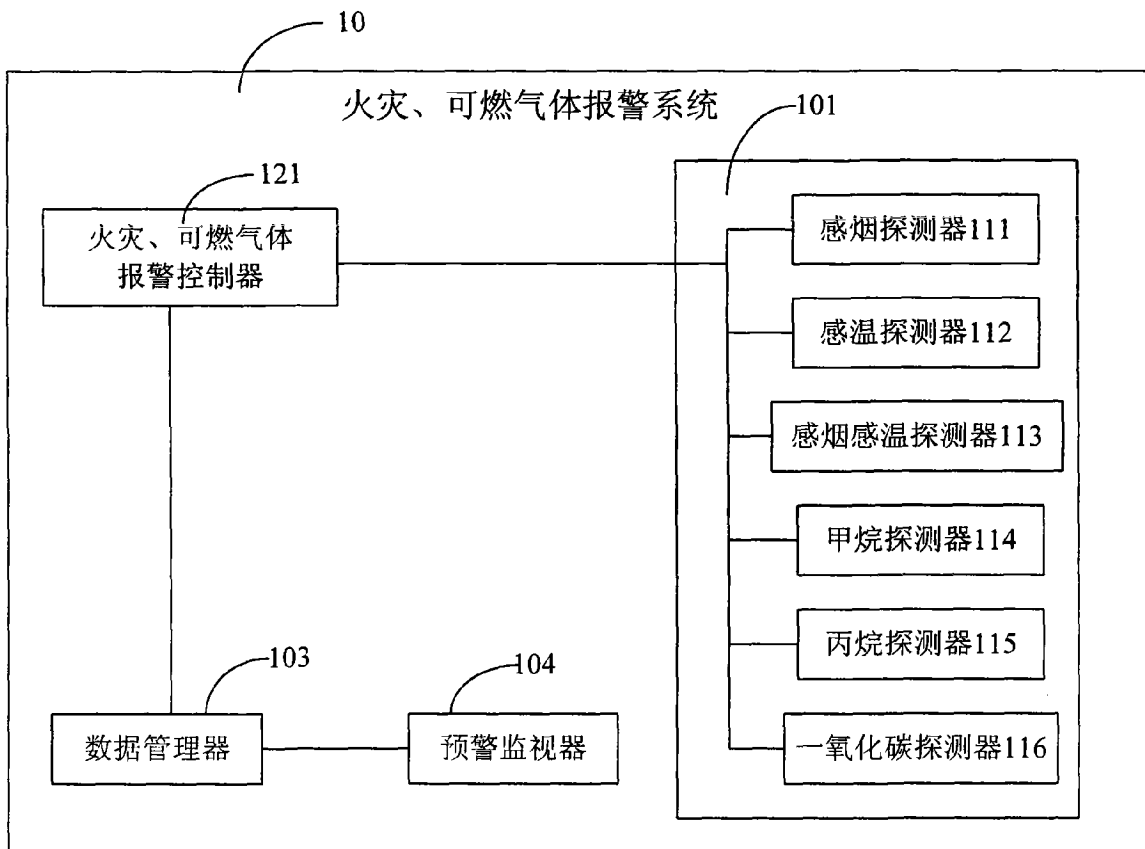 10
火灾、可燃气体报警系统
101
121
火灾、可燃气体
报警控制器
感烟探测器111
感温探测器112
感烟感温探测器113
甲烷探测器114
丙烷探测器115
一氧化碳探测器116
103
数据管理器
104
预警监视器